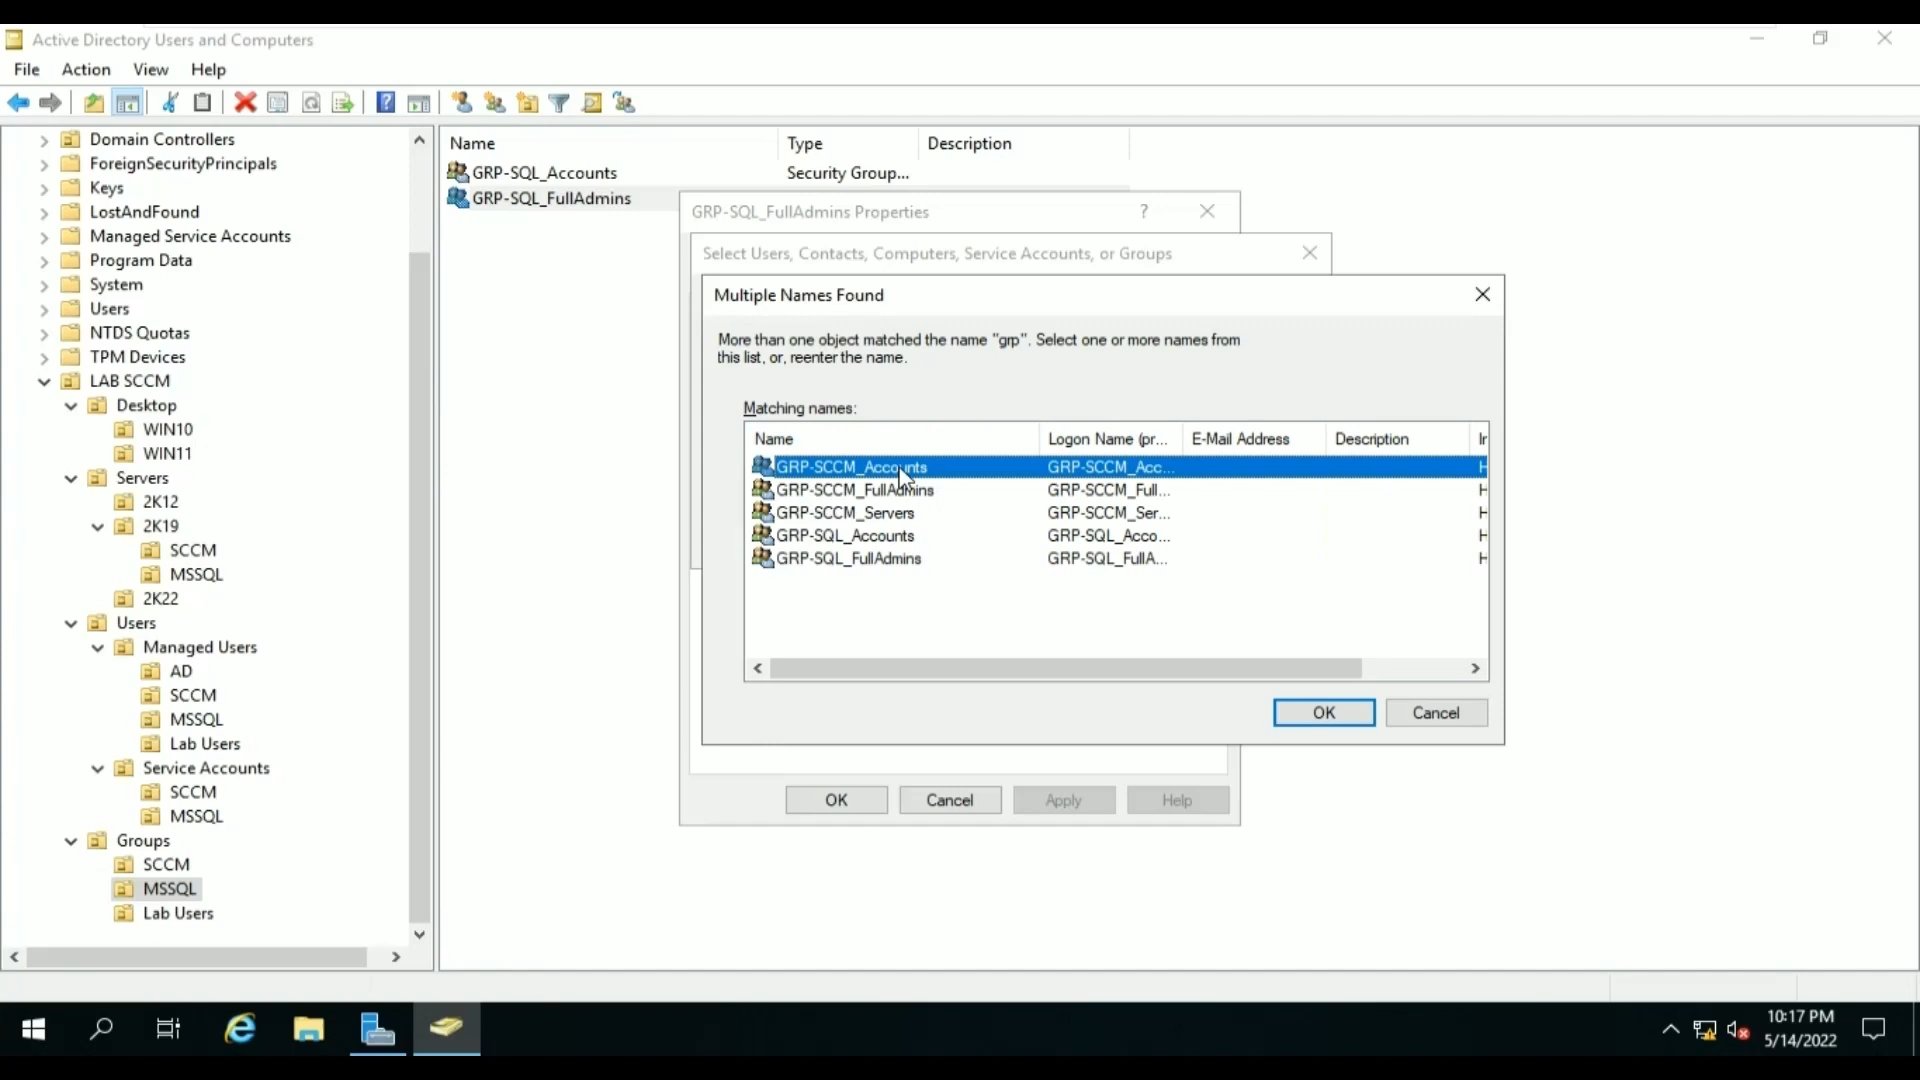 Active Directory Users and Computers
File Action View Help
Domain Controllers
ForeignSecurityPrincipals
Keys
LostAndFound
Managed Service Accounts
Program Data
System
Users
NTDS Quotas
TPM Devices
LAB SCCM
Desktop
WIN10
WIN11
Servers
2K12
2K19
SCCM
MSSQL
2K22
Users
Managed Users
AD
SCCM
MSSQL
Lab Users
Service Accounts
SCCM
MSSQL
Groups
SCCM
MSSQL
Lab Users
Name Type Description
GRP-SQL_Accounts Security Group...
GRP-SQL_FullAdmins
GRP-SQL_FullAdmins Properties ?
Select Users, Contacts, Computers, Service Accounts, or Groups
Multiple Names Found
More than one object matched the name "grp". Select one or more names from
this list, or, reenter the name.
Matching names:
Name Logon Name (pr... E-Mail Address Description
GRP-SCCM_Accounts GRP-SCCM_Acc...
GRP-SCCM_FullAdmins GRP-SCCM_Full...
GRP-SCCM_Servers GRP-SCCM_Ser...
GRP-SQL_Accounts GRP-SQL_Acco...
GRP-SQL_FullAdmins GRP-SQL_FullA...
OK Cancel
OK Cancel Apply Help
10:17 PM
5/14/2022